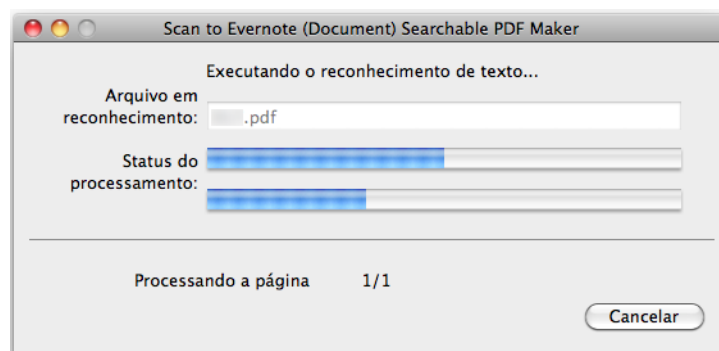 Scan to Evernote (Document) Searchable PDF Maker
Executando o reconhecimento de texto...
Arquivo em
reconhecimento:
.pdf
Status do
processamento:
Processando a página 1/1
Cancelar